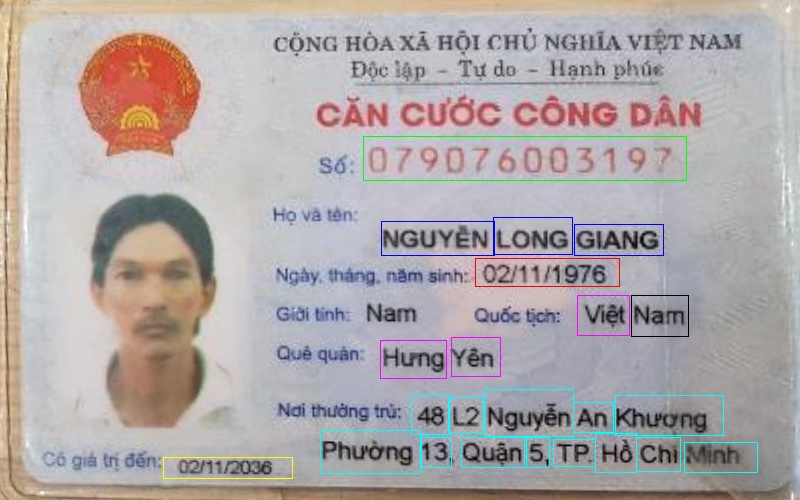 CỘNG HÒA XÃ HỘI CHỦ NGHĨA VIỆT NAM
Độc lập – Tự do – Hạnh phúc
CĂN CƯỚC CÔNG DÂN
Số: 079076003197
Họ và tên:
NGUYỄN LONG GIANG
Ngày, tháng, năm sinh: 02/11/1976
Giới tính: Nam Quốc tịch: Việt Nam
Quê quán: Hưng Yên
Nơi thường trú: 48 L2 Nguyễn An Khương
Phường 13, Quận 5, TP. Hồ Chí Minh
Có giá trị đến: 02/11/2036